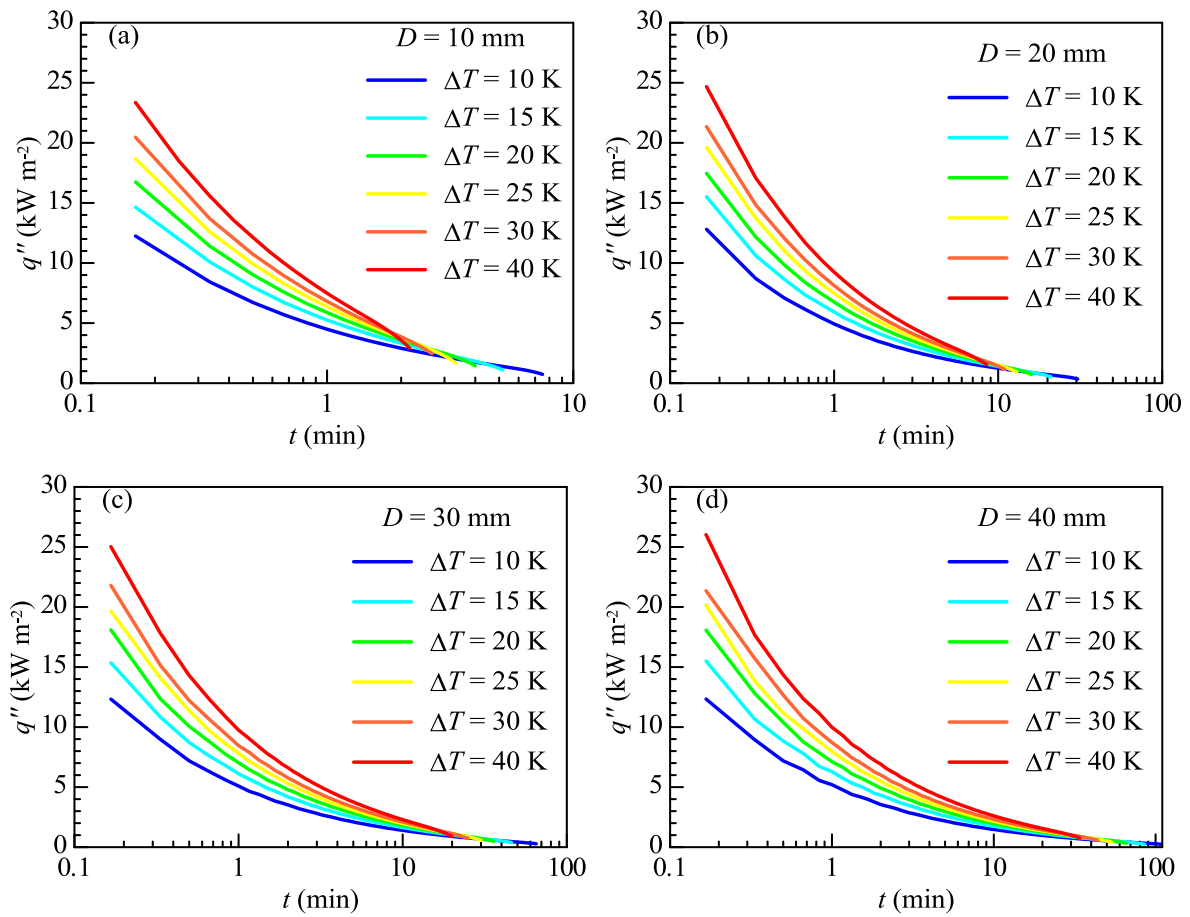 (a)
D = 10 mm
ΔT = 10 K
ΔT = 15 K
ΔT = 20 K
ΔT = 25 K
ΔT = 30 K
ΔT = 40 K
30
25
20
15
10
5
0
q″ (kW m-2)
0.1
1
10
t (min)
(b)
D = 20 mm
ΔT = 10 K
ΔT = 15 K
ΔT = 20 K
ΔT = 25 K
ΔT = 30 K
ΔT = 40 K
30
25
20
15
10
5
0
q″ (kW m-2)
0.1
1
10
100
t (min)
(c)
D = 30 mm
ΔT = 10 K
ΔT = 15 K
ΔT = 20 K
ΔT = 25 K
ΔT = 30 K
ΔT = 40 K
30
25
20
15
10
5
0
q″ (kW m-2)
0.1
1
10
100
t (min)
(d)
D = 40 mm
ΔT = 10 K
ΔT = 15 K
ΔT = 20 K
ΔT = 25 K
ΔT = 30 K
ΔT = 40 K
30
25
20
15
10
5
0
q″ (kW m-2)
0.1
1
10
100
t (min)